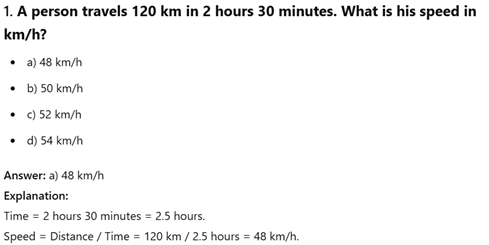 1. A person travels 120 km in 2 hours 30 minutes. What is his speed in
km/h?
• a) 48 km/h
• b) 50 km/h
• c) 52 km/h
• d) 54 km/h
Answer: a) 48 km/h
Explanation:
Time = 2 hours 30 minutes = 2.5 hours.
Speed = Distance / Time = 120 km / 2.5 hours = 48 km/h.